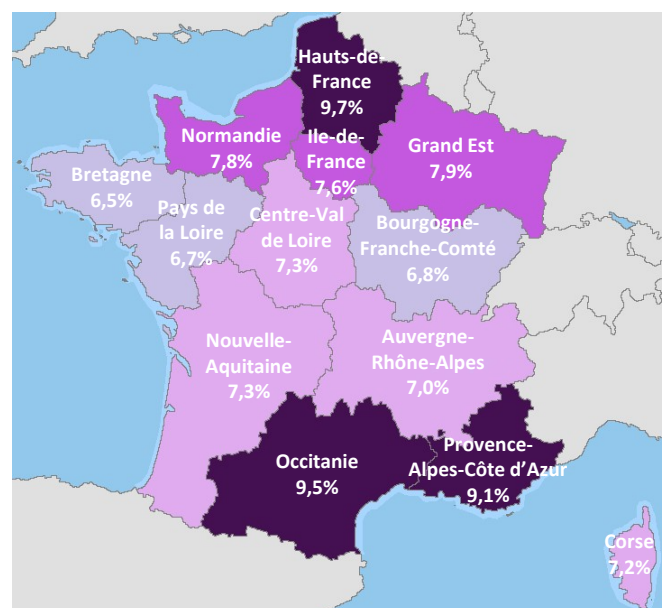 Hauts-de-
France
9,7%
Normandie
7,8%
Ile-de-
France
7,6%
Grand Est
7,9%
Bretagne
6,5%
Pays de
la Loire
6,7%
Centre-Val
de Loire
7,3%
Bourgogne-
Franche-Comté
6,8%
Nouvelle-
Aquitaine
7,3%
Auvergne-
Rhône-Alpes
7,0%
Occitanie
9,5%
Provence-
Alpes-Côte d’Azur
9,1%
Corse
7,2%